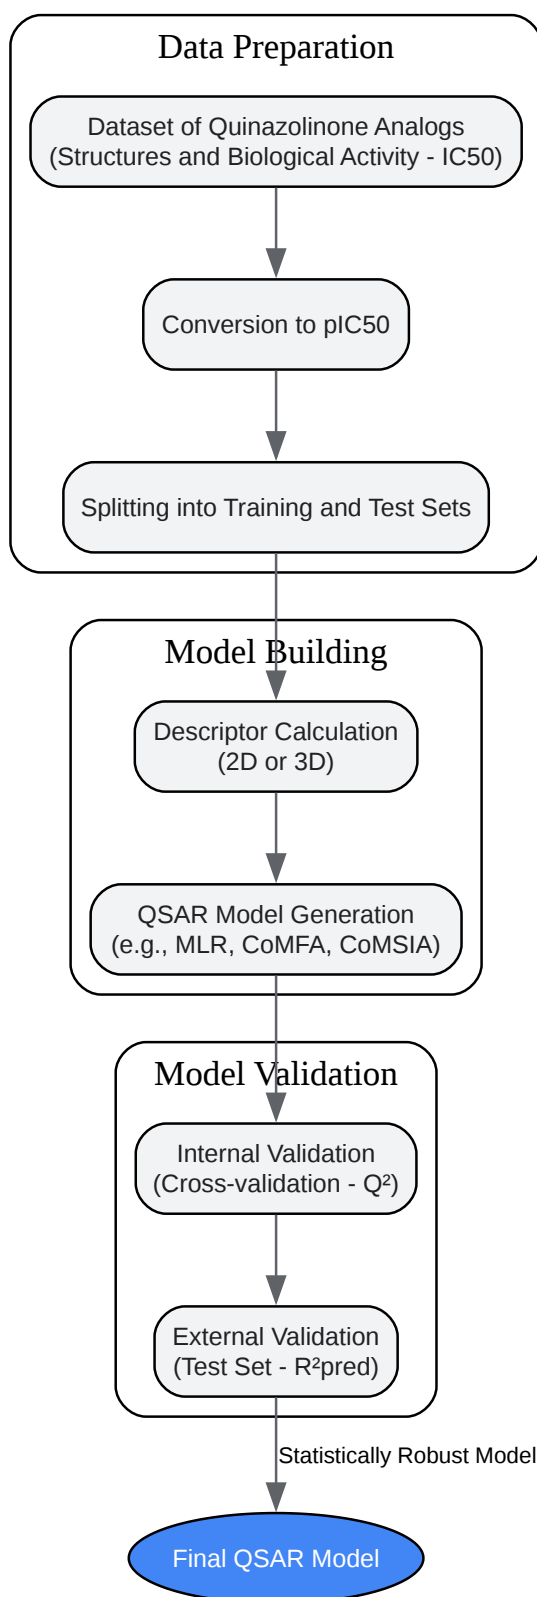 Data Preparation
Dataset of Quinazolinone Analogs
(Structures and Biological Activity - IC50)
Conversion to pIC50
Splitting into Training and Test Sets
Model Building
Descriptor Calculation
(2D or 3D)
QSAR Model Generation
(e.g., MLR, CoMFA, CoMSIA)
Model Validation
Internal Validation
(Cross-validation - Q²)
External Validation
(Test Set - R²pred)
Statistically Robust Model
Final QSAR Model